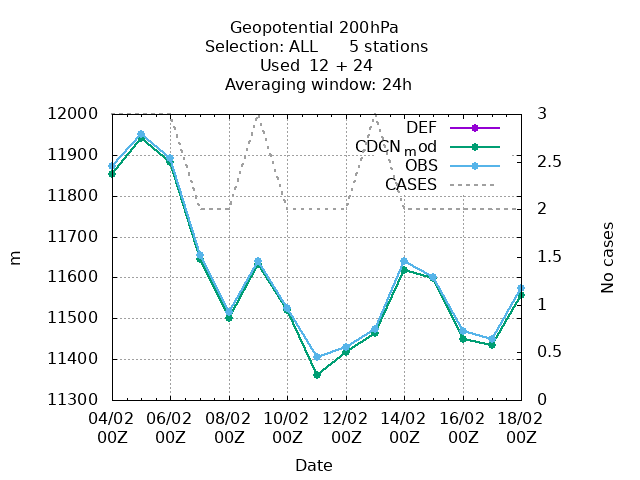 Geopotential 200hPa
Selection: ALL 5 stations
Used 12 + 24
Averaging window: 24h
12000
11900
11800
11700
11600
11500
11400
11300
m
3
2.5
2
1.5
1
0.5
0
No cases
DEF
CDCNmod
OBS
CASES
04/02 06/02 08/02 10/02 12/02 14/02 16/02 18/02
00Z 00Z 00Z 00Z 00Z 00Z 00Z 00Z
Date